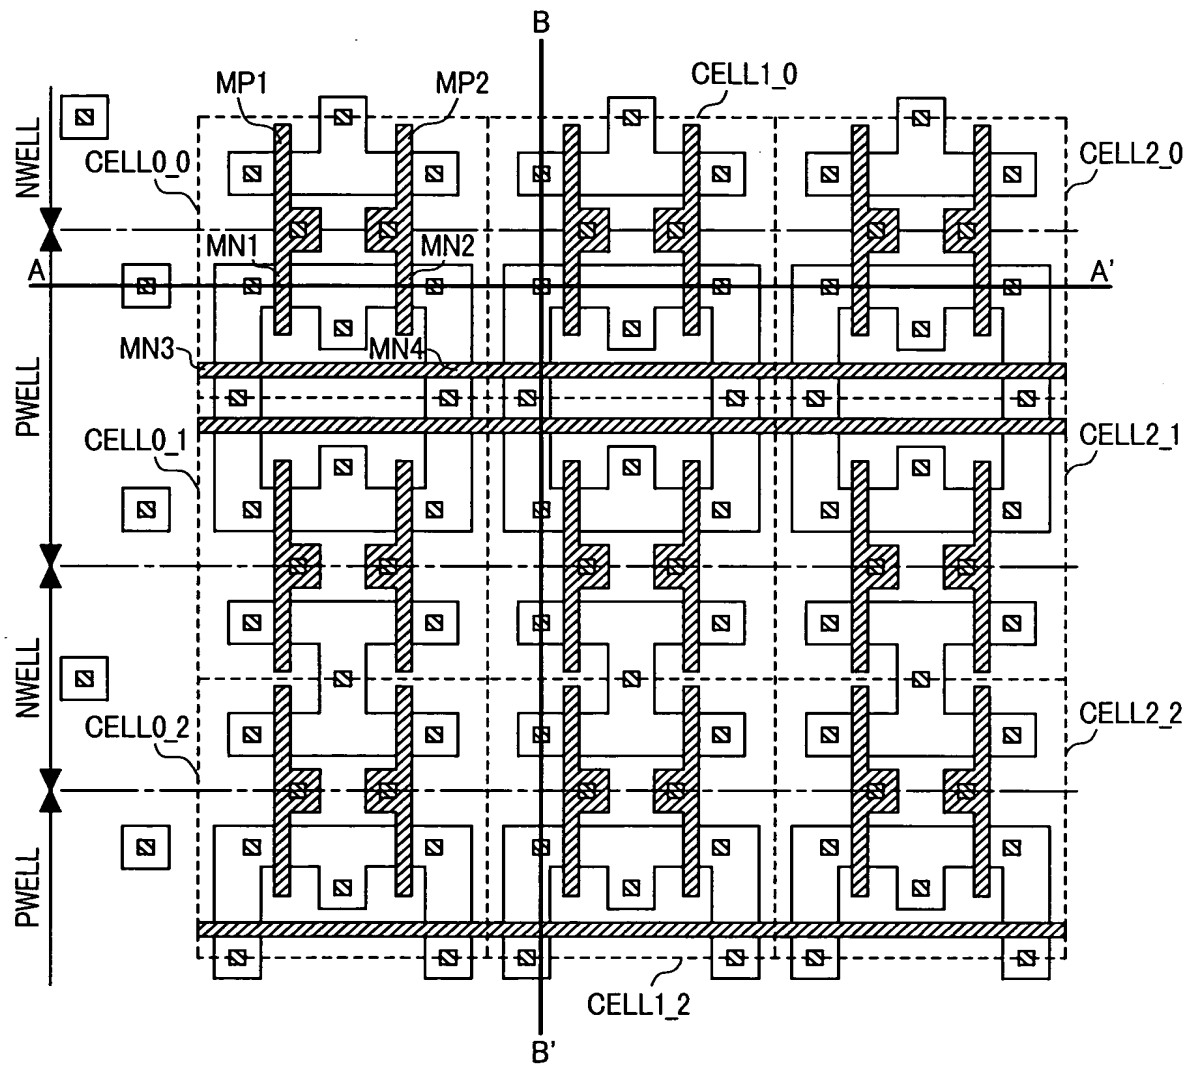 B
MP1
MP2
CELL1_0
NWELL
CELL0_0
CELL2_0
MN1
MN2
A
A'
MN3
MN4
PWELL
CELL0_1
CELL2_1
NWELL
CELL0_2
CELL2_2
PWELL
CELL1_2
B'